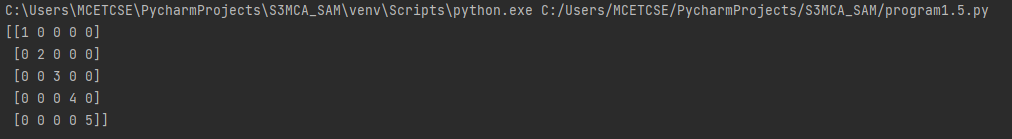 C:\Users\MCETCSE\PycharmProjects\S3MCA_SAM\venv\Scripts\python.exe C:/Users/MCETCSE/PycharmProjects/S3MCA_SAM/program1.5.py
[[1 0 0 0 0]
 [0 2 0 0 0]
 [0 0 3 0 0]
 [0 0 0 4 0]
 [0 0 0 0 5]]